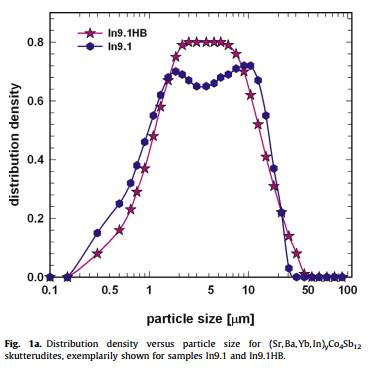 In9.1HB
In9.1
distribution density
0.8
0.6
0.4
0.2
0.0
0.1 0.5 1 5 10 50 100
particle size [μm]
Fig. 1a. Distribution density versus particle size for (Sr,Ba,Yb,In)yCo4Sb12
skutterudites, exemplarily shown for samples In9.1 and In9.1HB.